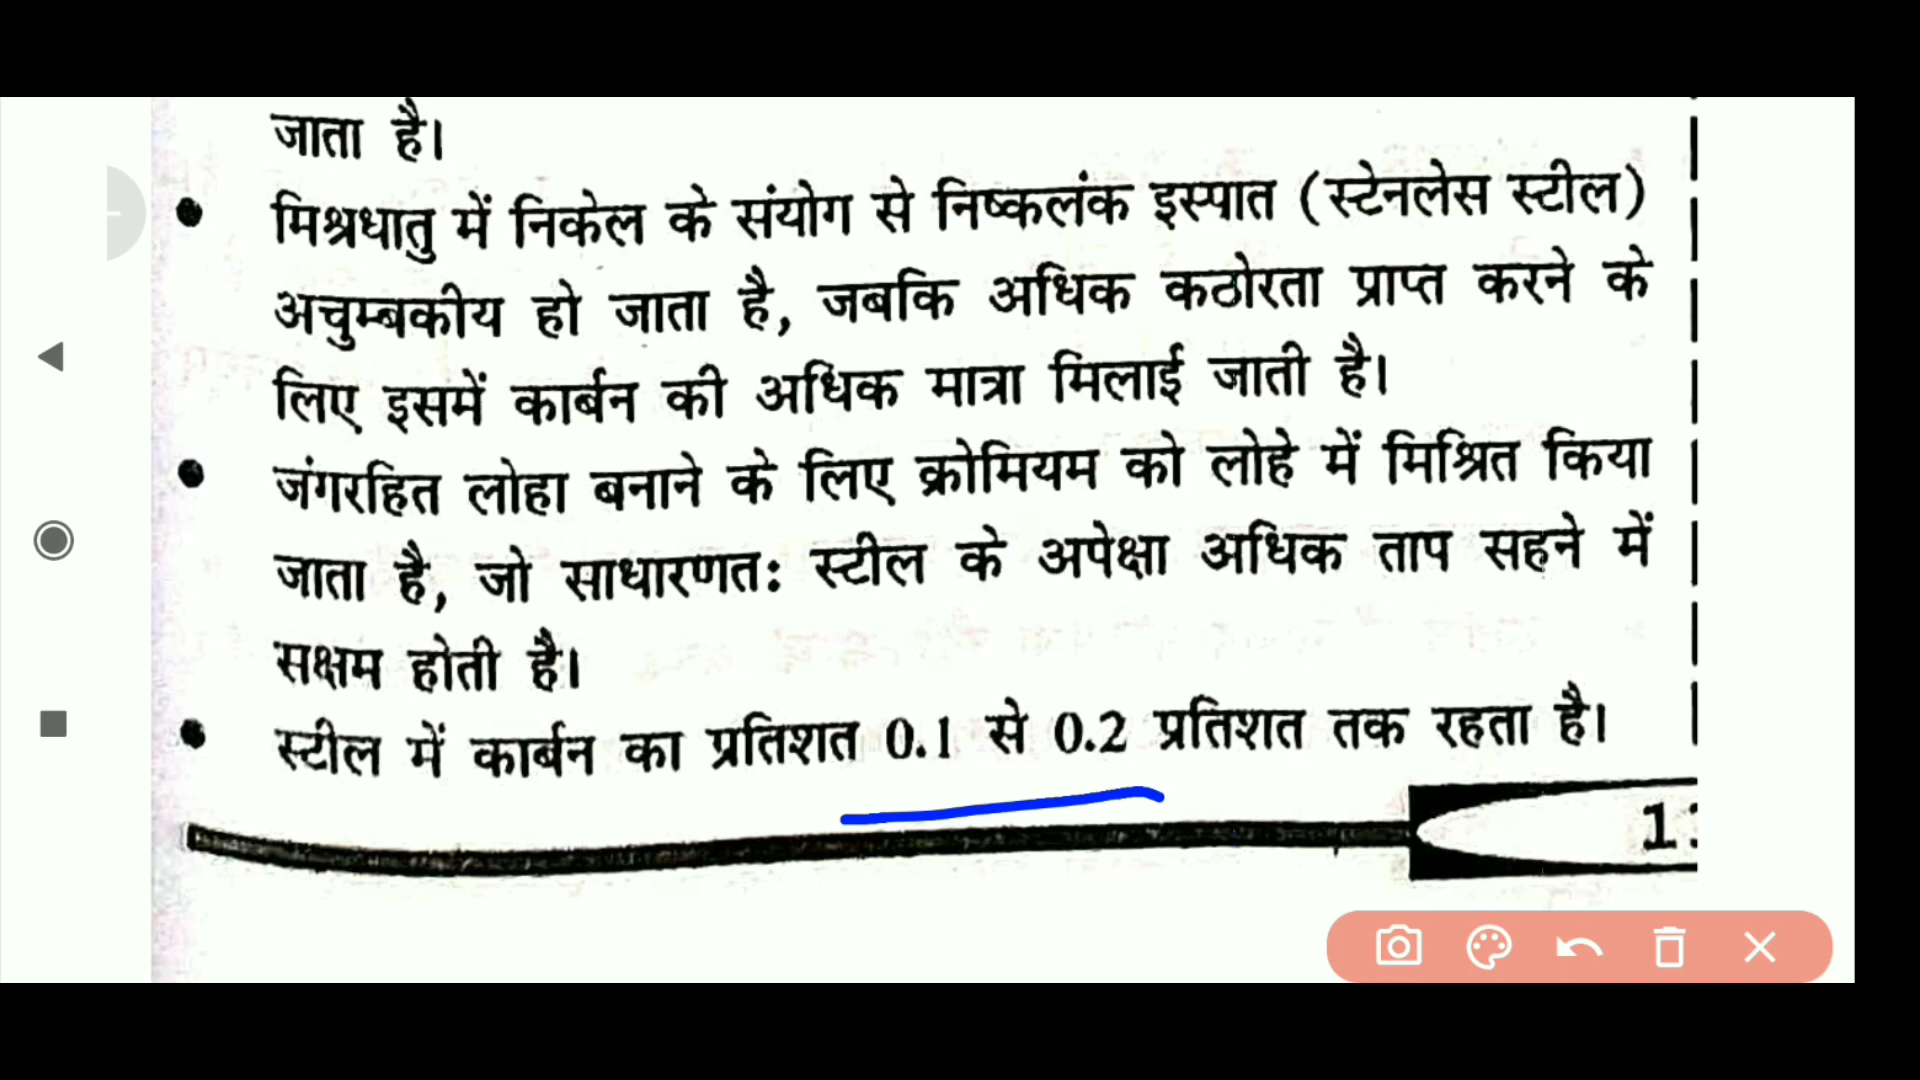 जाता है।
मिश्रधातु में निकेल के संयोग से निष्कलंक इस्पात (स्टेनलेस स्टील)
अचुम्बकीय हो जाता है, जबकि अधिक कठोरता प्राप्त करने के
लिए इसमें कार्बन की अधिक मात्रा मिलाई जाती है।
जंगरहित लोहा बनाने के लिए क्रोमियम को लोहे में मिश्रित किया
जाता है, जो साधारणत: स्टील के अपेक्षा अधिक ताप सहने में
सक्षम होती है।
स्टील में कार्बन का प्रतिशत 0.1 से 0.2 प्रतिशत तक रहता है।